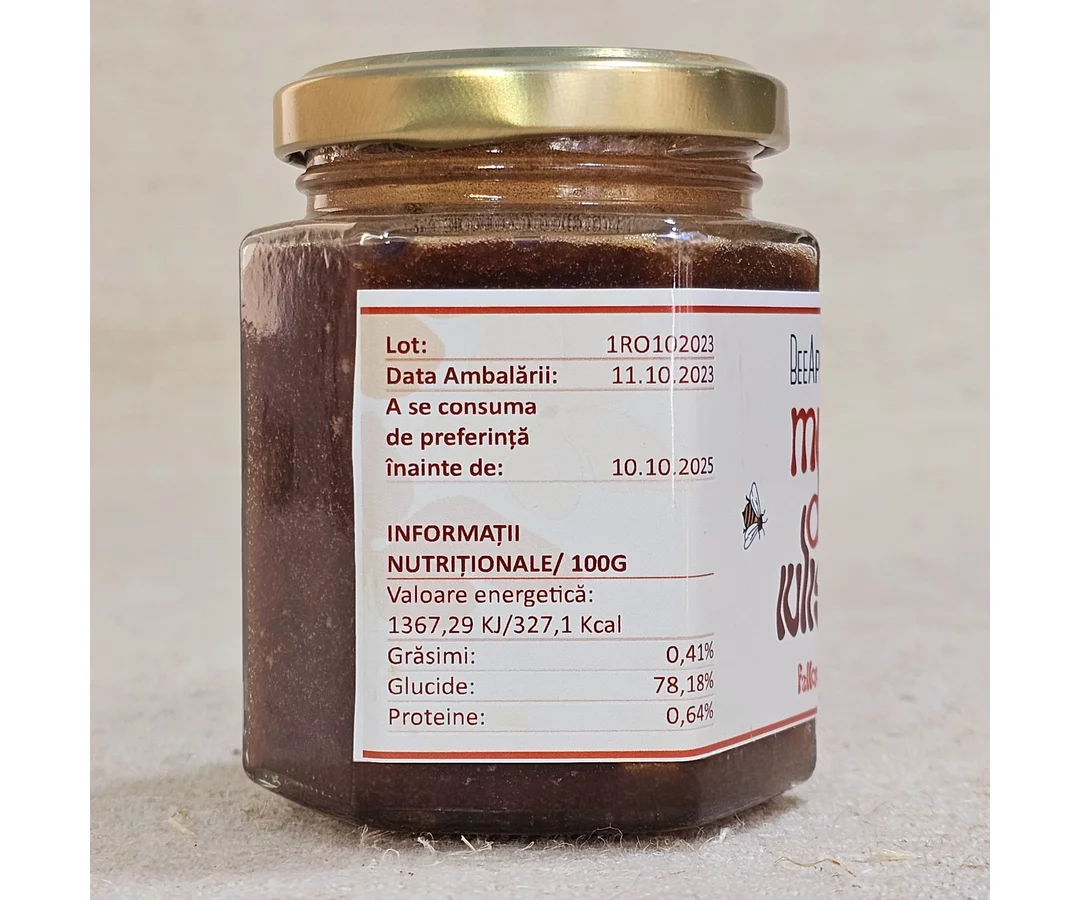 Lot: 1RO102023
Data Ambalării: 11.10.2023
A se consuma
de preferință
înainte de: 10.10.2025
INFORMAȚII
NUTRIȚIONALE/ 100G
Valoare energetică:
1367,29 KJ/327,1 Kcal
Grăsimi: 0,41%
Glucide: 78,18%
Proteine: 0,64%